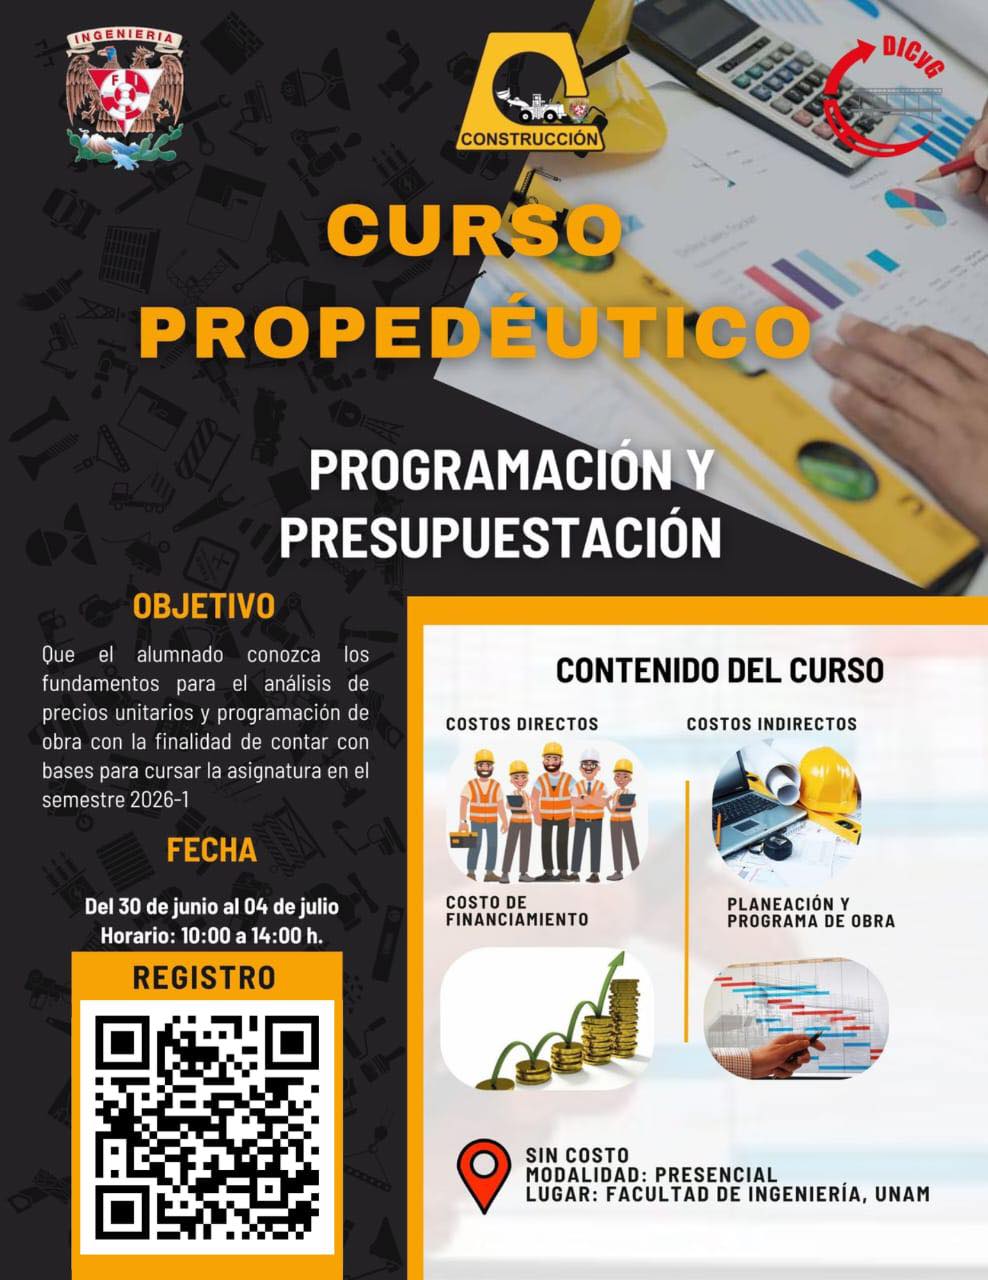 INGENIERIA
CONSTRUCCIÓN
DICyG
CURSO
PROPEDÉUTICO
PROGRAMACIÓN Y
PRESUPUESTACIÓN
OBJETIVO
Que el alumnado conozca los
fundamentos para el análisis de
precios unitarios y programación de
obra con la finalidad de contar con
bases para cursar la asignatura en el
semestre 2026-1
FECHA
Del 30 de junio al 04 de julio
Horario: 10:00 a 14:00 h.
REGISTRO
CONTENIDO DEL CURSO
COSTOS DIRECTOS
COSTOS INDIRECTOS
COSTO DE
FINANCIAMIENTO
PLANEACIÓN Y
PROGRAMA DE OBRA
SIN COSTO
MODALIDAD: PRESENCIAL
LUGAR: FACULTAD DE INGENIERÍA, UNAM